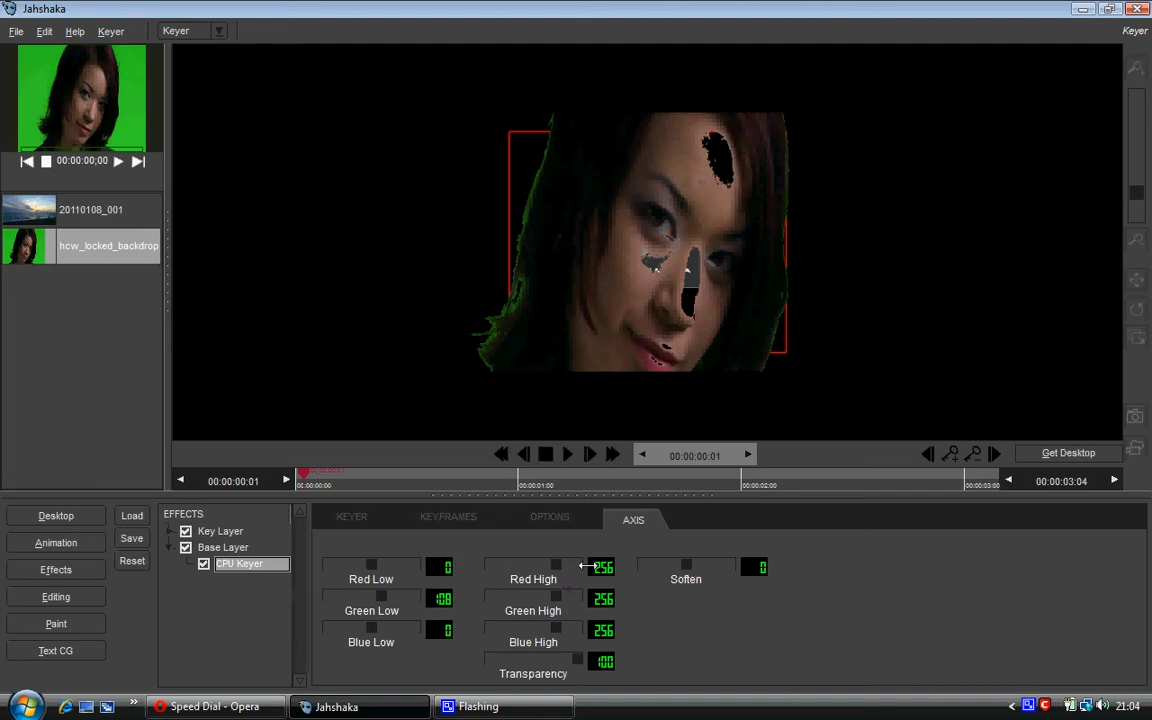 Jahshaka
File Edit Help Keyer Keyer Keyer
00:00:00;00
20110108_001
hcw_locked_backdrop
00:00:00:01 Get Desktop
00:00:00:01 00:00:00:00 00:00:01:00 00:00:02:00 00:00:03:00 00:00:03:04
Desktop Load EFFECTS KEYER KEYFRAMES OPTIONS AXIS
Key Layer
Animation Save Base Layer
Effects Reset CPU Keyer 0 256 0
Red Low Red High Soften
Editing 108 256
Green Low Green High
Paint 0 256
Blue Low Blue High
Text CG 100
Transparency
Speed Dial - Opera Jahshaka Flashing 21:04